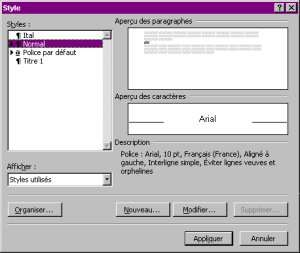 Style
Styles :
¶ Ital
¶ Normal
a Police par défaut
¶ Titre 1
Aperçu des paragraphes
Aperçu des caractères
Arial
Description
Police : Arial, 10 pt, Français (France), Aligné à
gauche, Interligne simple, Éviter lignes veuves et
orphelines
Afficher :
Styles utilisés
Organiser...
Nouveau...
Modifier...
Supprimer...
Appliquer
Annuler